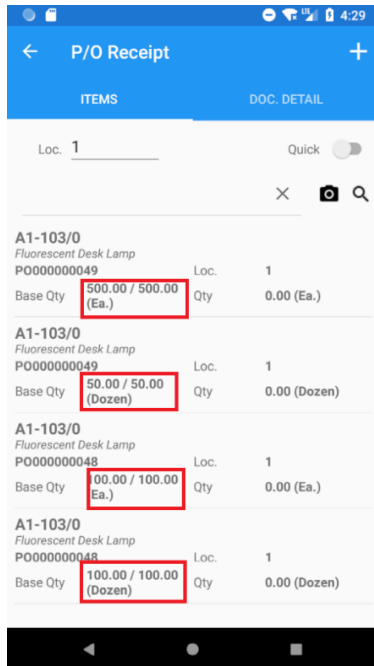 4:29
P/O Receipt
ITEMS DOC. DETAIL
Loc. 1 Quick
A1-103/0
Fluorescent Desk Lamp
PO000000049 Loc. 1
Base Qty 500.00 / 500.00 (Ea.) Qty 0.00 (Ea.)
A1-103/0
Fluorescent Desk Lamp
PO000000049 Loc. 1
Base Qty 50.00 / 50.00 (Dozen) Qty 0.00 (Dozen)
A1-103/0
Fluorescent Desk Lamp
PO000000048 Loc. 1
Base Qty 100.00 / 100.00 (Ea.) Qty 0.00 (Ea.)
A1-103/0
Fluorescent Desk Lamp
PO000000048 Loc. 1
Base Qty 100.00 / 100.00 (Dozen) Qty 0.00 (Dozen)